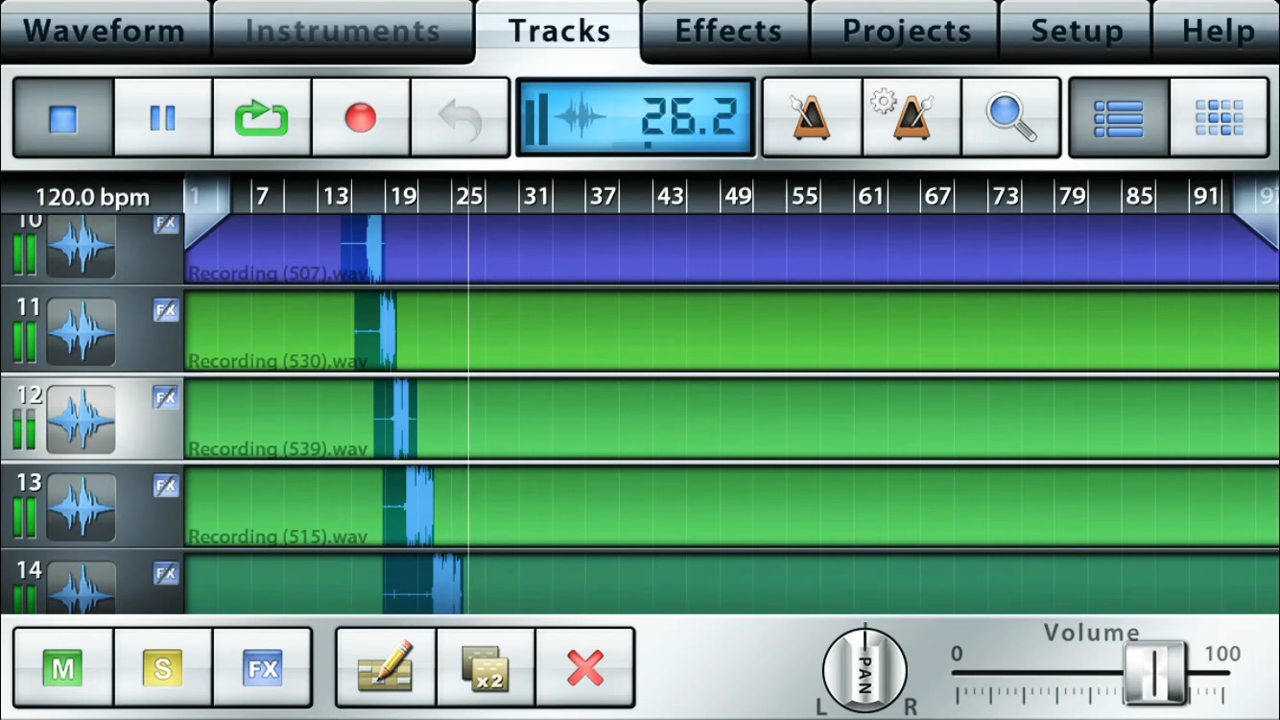 Waveform Instruments Tracks Effects Projects Setup Help
26.2
120.0 bpm 1 7 13 19 25 31 37 43 49 55 61 67 73 79 85 91
10 FX
Recording (507).wav
11 FX
Recording (530).wav
12 FX
Recording (539).wav
13 FX
Recording (515).wav
14 FX
Volume
M S FX x2 PAN 0 100
L R